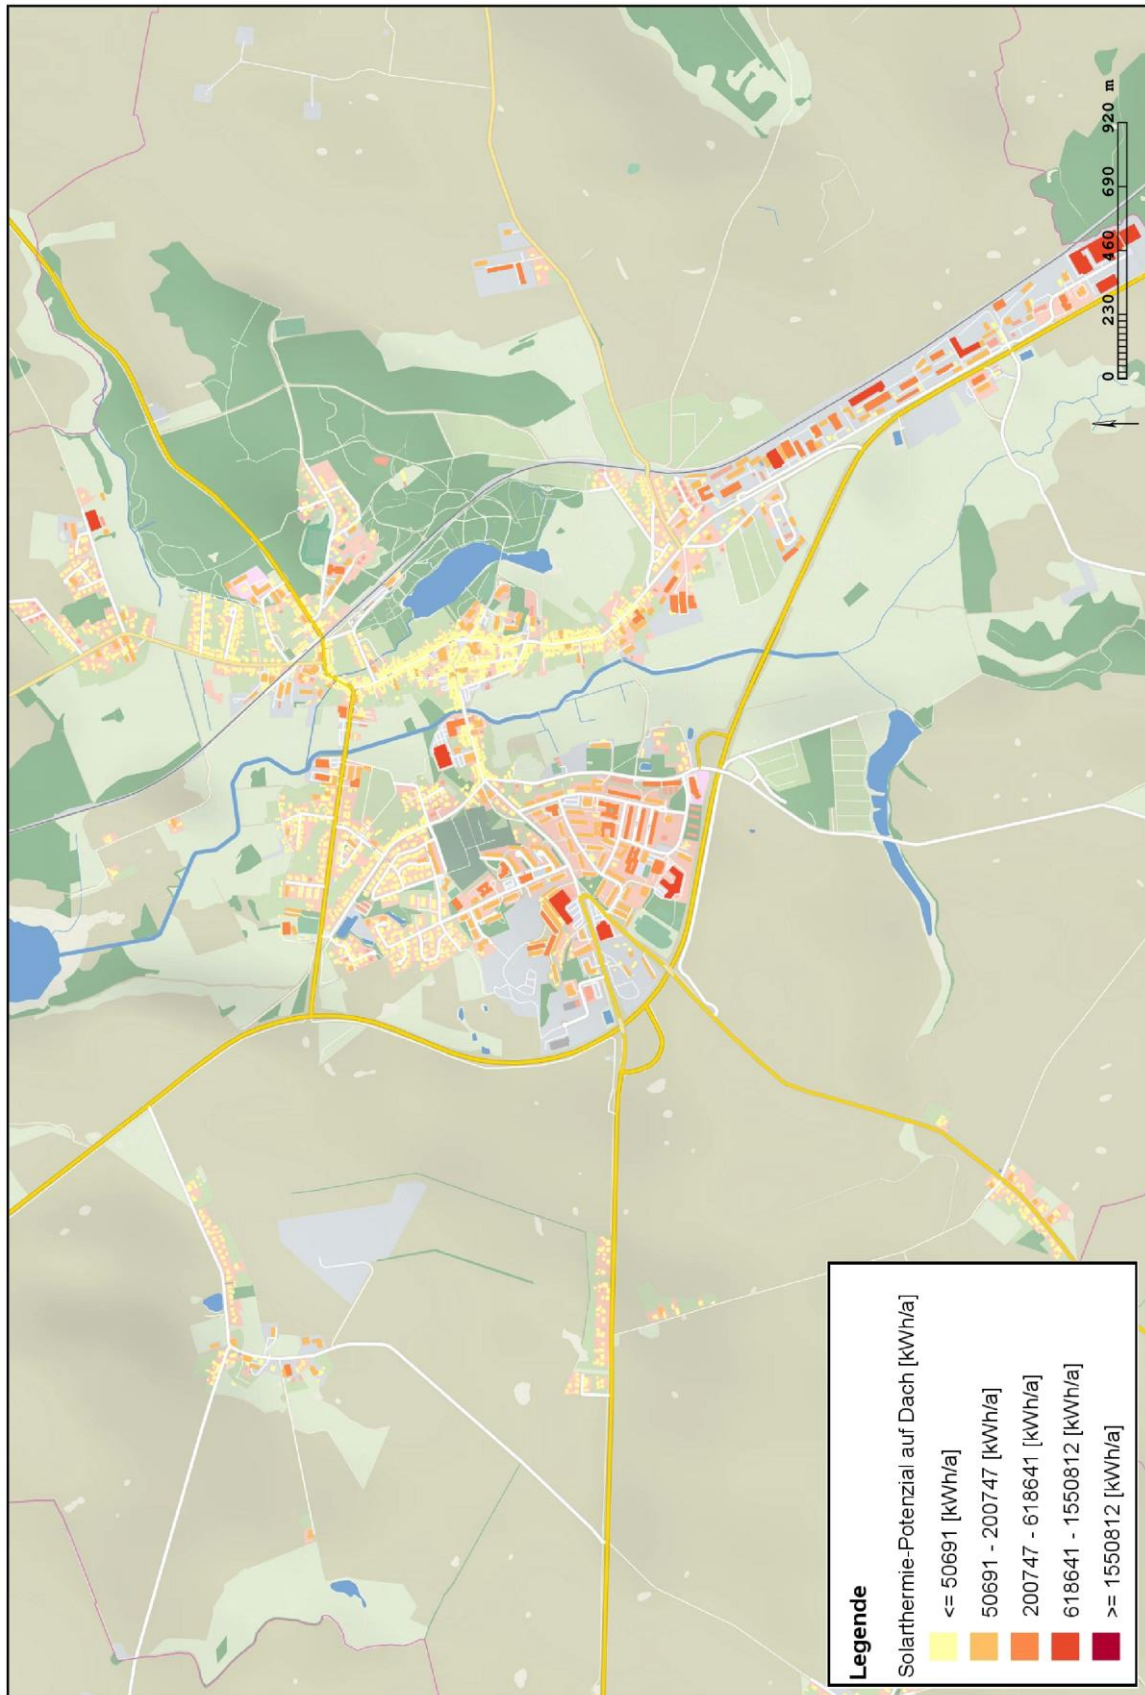 0 230 460 690 920 m
Legende
Solarthermie-Potenzial auf Dach [kWh/a]
<= 50691 [kWh/a]
50691 - 200747 [kWh/a]
200747 - 618641 [kWh/a]
618641 - 1550812 [kWh/a]
>= 1550812 [kWh/a]